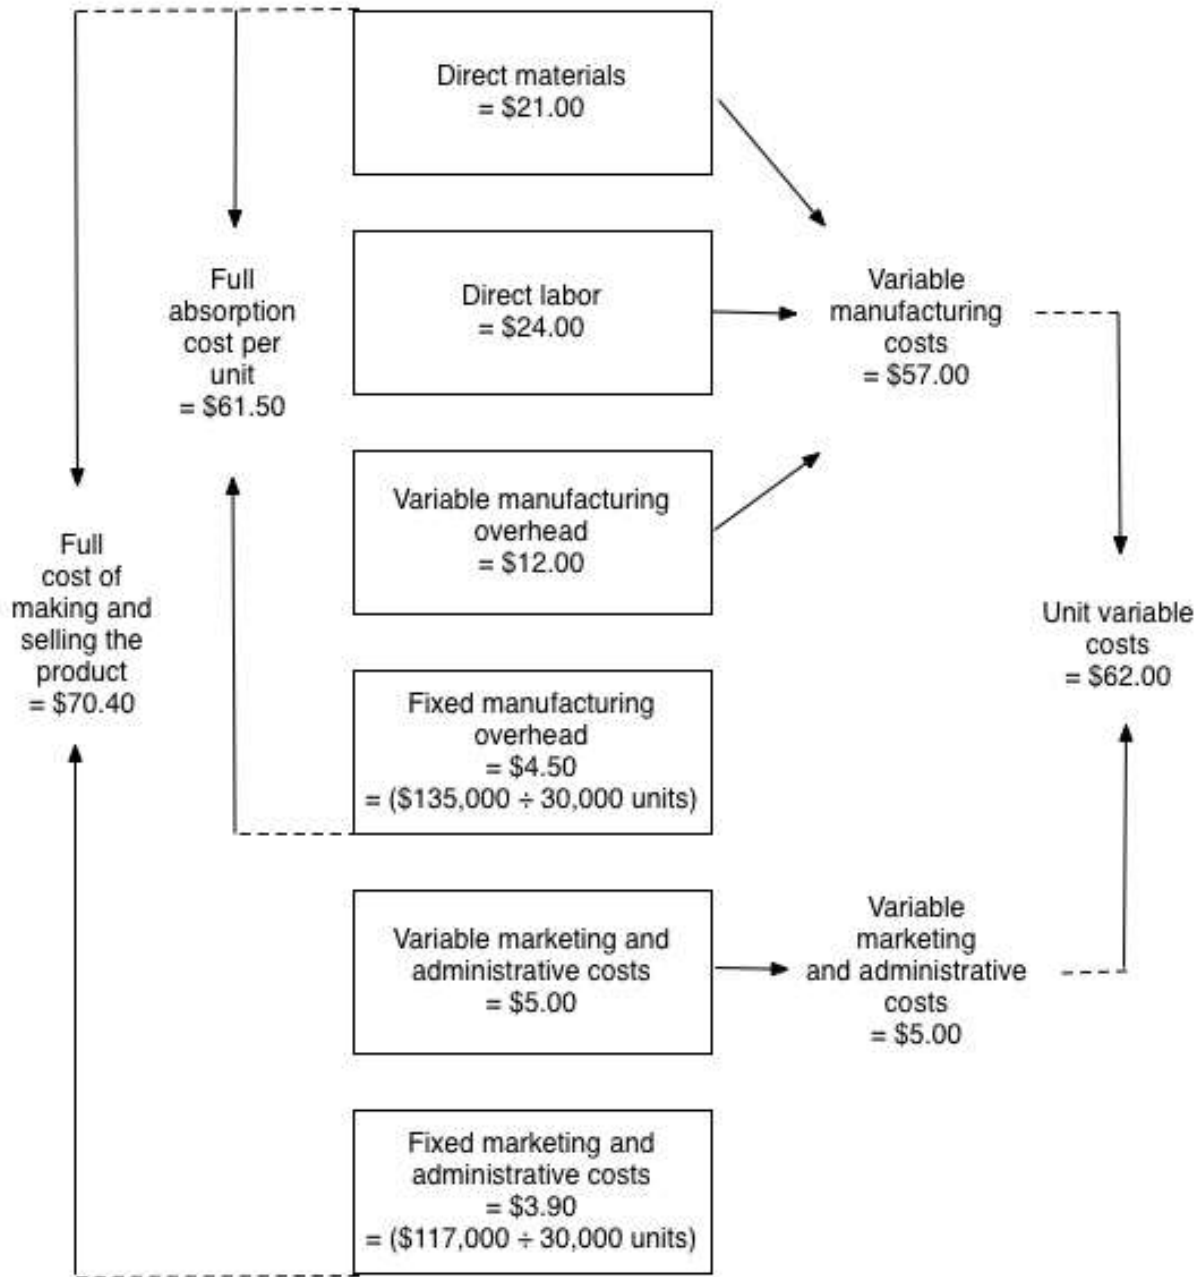 Direct materials
= $21.00
Full
absorption
cost per
unit
= $61.50
Direct labor
= $24.00
Variable
manufacturing
costs
= $57.00
Variable manufacturing
overhead
= $12.00
Full
cost of
making and
selling the
product
= $70.40
Unit variable
costs
= $62.00
Fixed manufacturing
overhead
= $4.50
= ($135,000 ÷ 30,000 units)
Variable marketing and
administrative costs
= $5.00
Variable
marketing
and administrative
costs
= $5.00
Fixed marketing and
administrative costs
= $3.90
= ($117,000 ÷ 30,000 units)